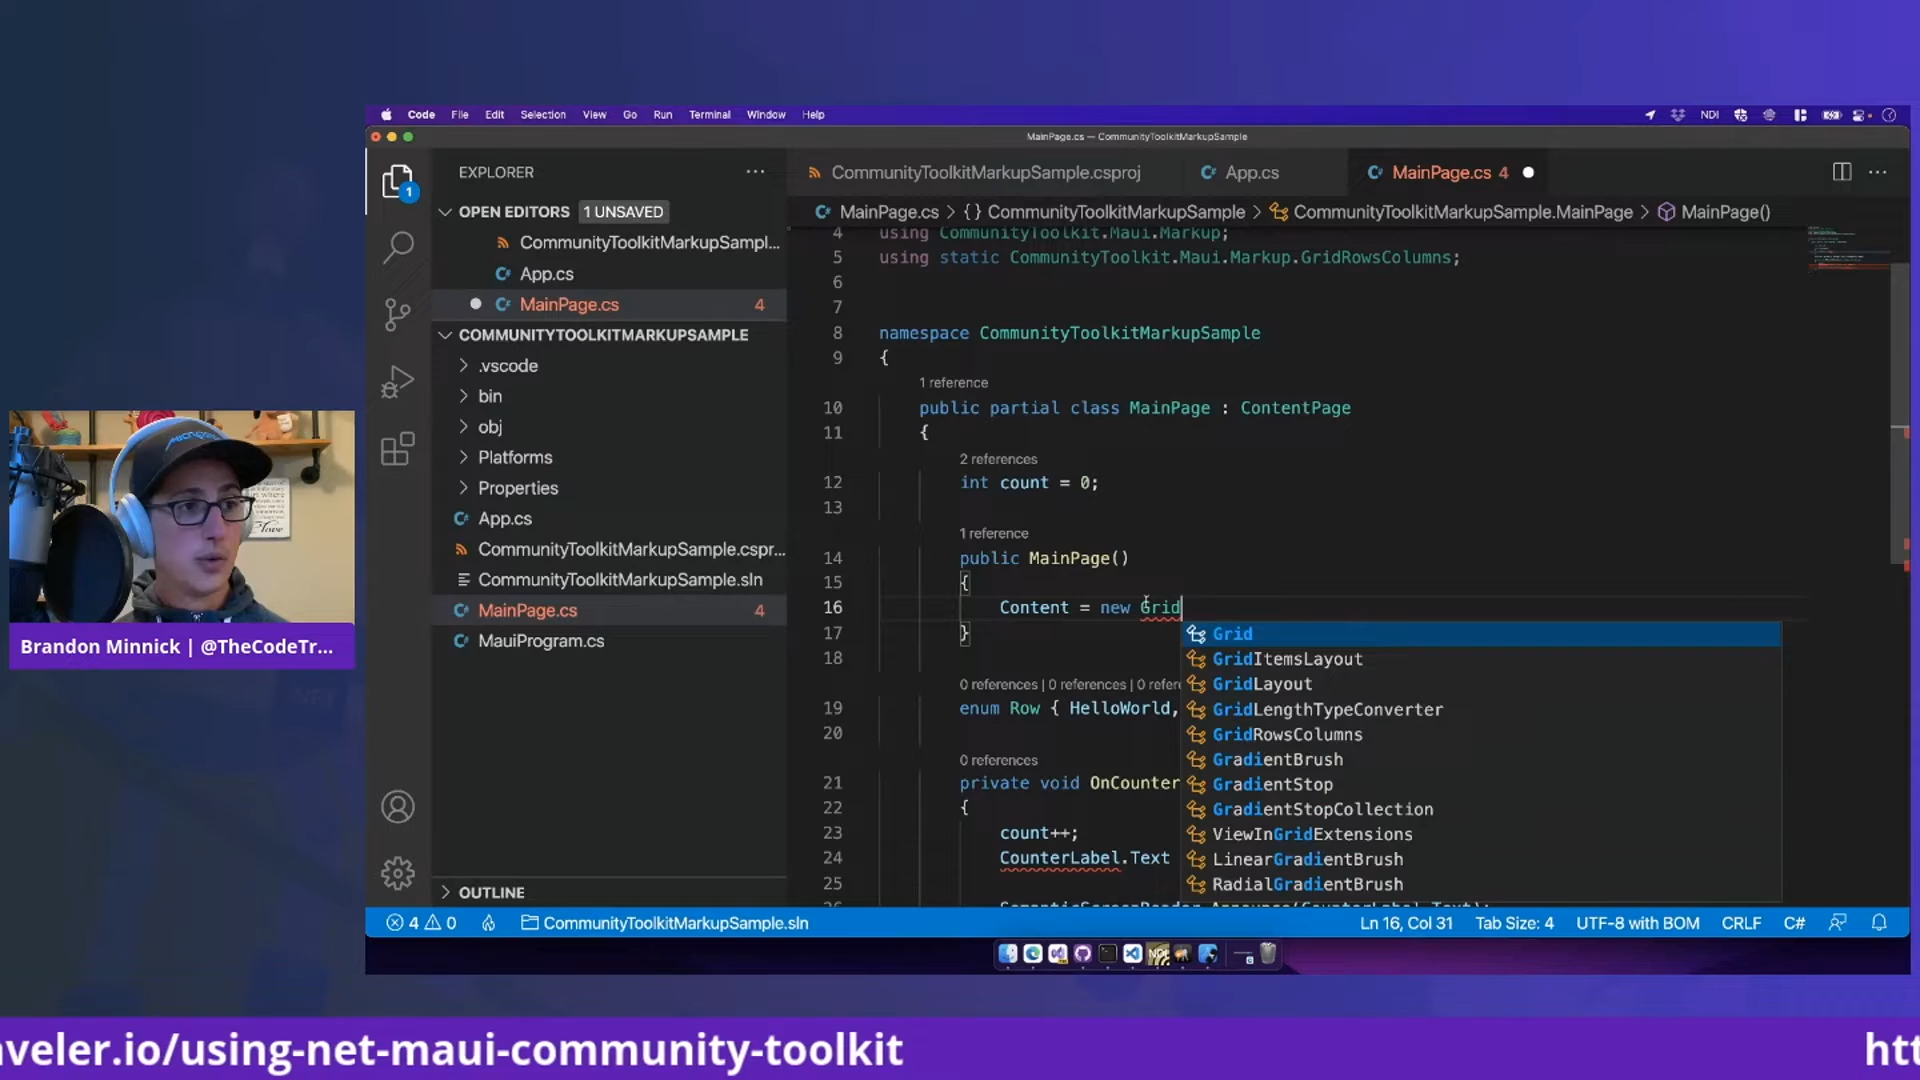 Code File Edit Selection View Go Run Terminal Window Help
NDI
MainPage.cs — CommunityToolkitMarkupSample
EXPLORER
OPEN EDITORS 1 UNSAVED
CommunityToolkitMarkupSampl...
App.cs
MainPage.cs 4
COMMUNITYTOOLKITMARKUPSAMPLE
.vscode
bin
obj
Platforms
Properties
App.cs
CommunityToolkitMarkupSample.cspr...
CommunityToolkitMarkupSample.sln
MainPage.cs 4
MauiProgram.cs
OUTLINE
1
CommunityToolkitMarkupSample.csproj App.cs MainPage.cs 4
MainPage.cs > {} CommunityToolkitMarkupSample > CommunityToolkitMarkupSample.MainPage > MainPage()
4 using CommunityToolkit.Maui.Markup;
5 using static CommunityToolkit.Maui.Markup.GridRowsColumns;
6
7
8 namespace CommunityToolkitMarkupSample
9 {
1 reference
10 public partial class MainPage : ContentPage
11 {
2 references
12 int count = 0;
13
1 reference
14 public MainPage()
15 {
16 Content = new Grid
17 }
18
0 references | 0 references | 0 refer
19 enum Row { HelloWorld,
20
0 references
21 private void OnCounter
22 {
23 count++;
24 CounterLabel.Text
25
Grid
GridItemsLayout
GridLayout
GridLengthTypeConverter
GridRowsColumns
GradientBrush
GradientStop
GradientStopCollection
ViewInGridExtensions
LinearGradientBrush
RadialGradientBrush
4 0 CommunityToolkitMarkupSample.sln
Ln 16, Col 31 Tab Size: 4 UTF-8 with BOM CRLF C#
Brandon Minnick | @TheCodeTr...
aveler.io/using-net-maui-community-toolkit